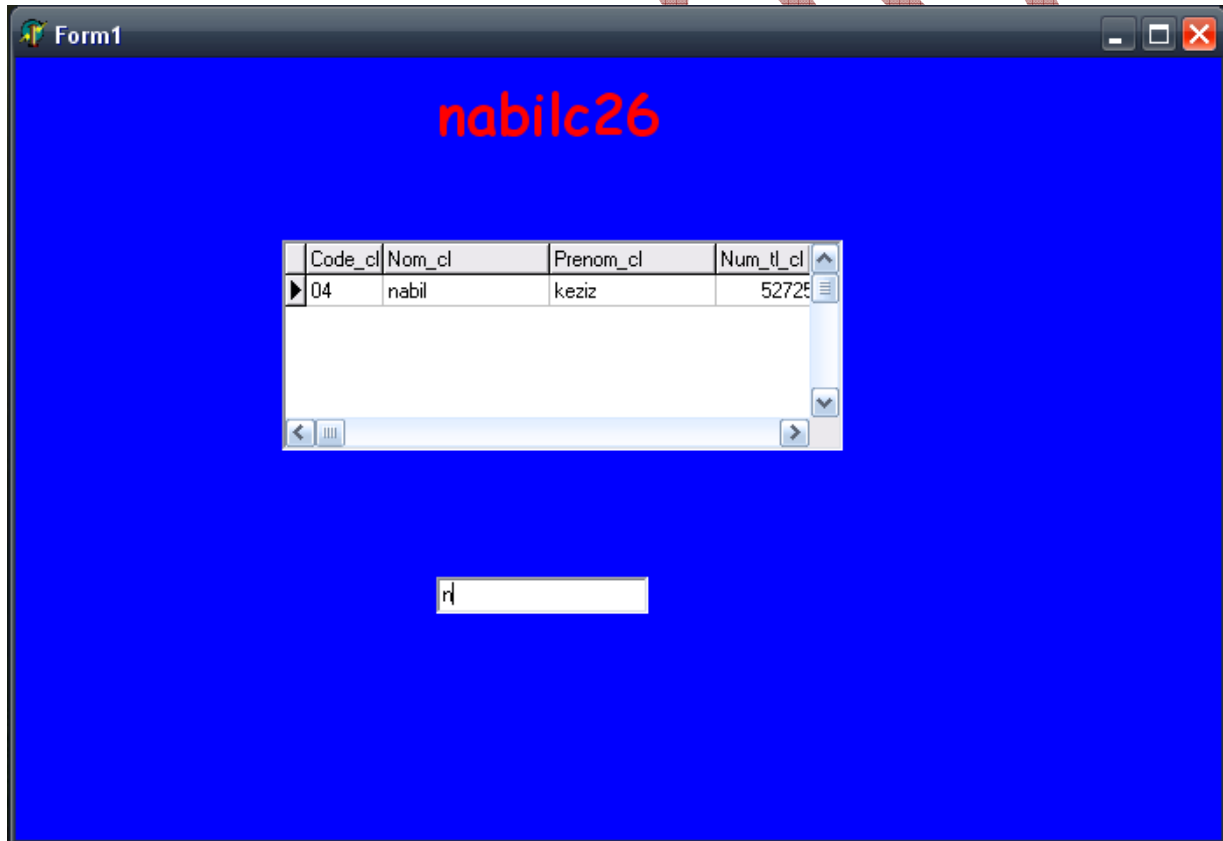 Form1
nabilc26
Code_cl Nom_cl Prenom_cl Num_tl_cl
04 nabil keziz 52725
n